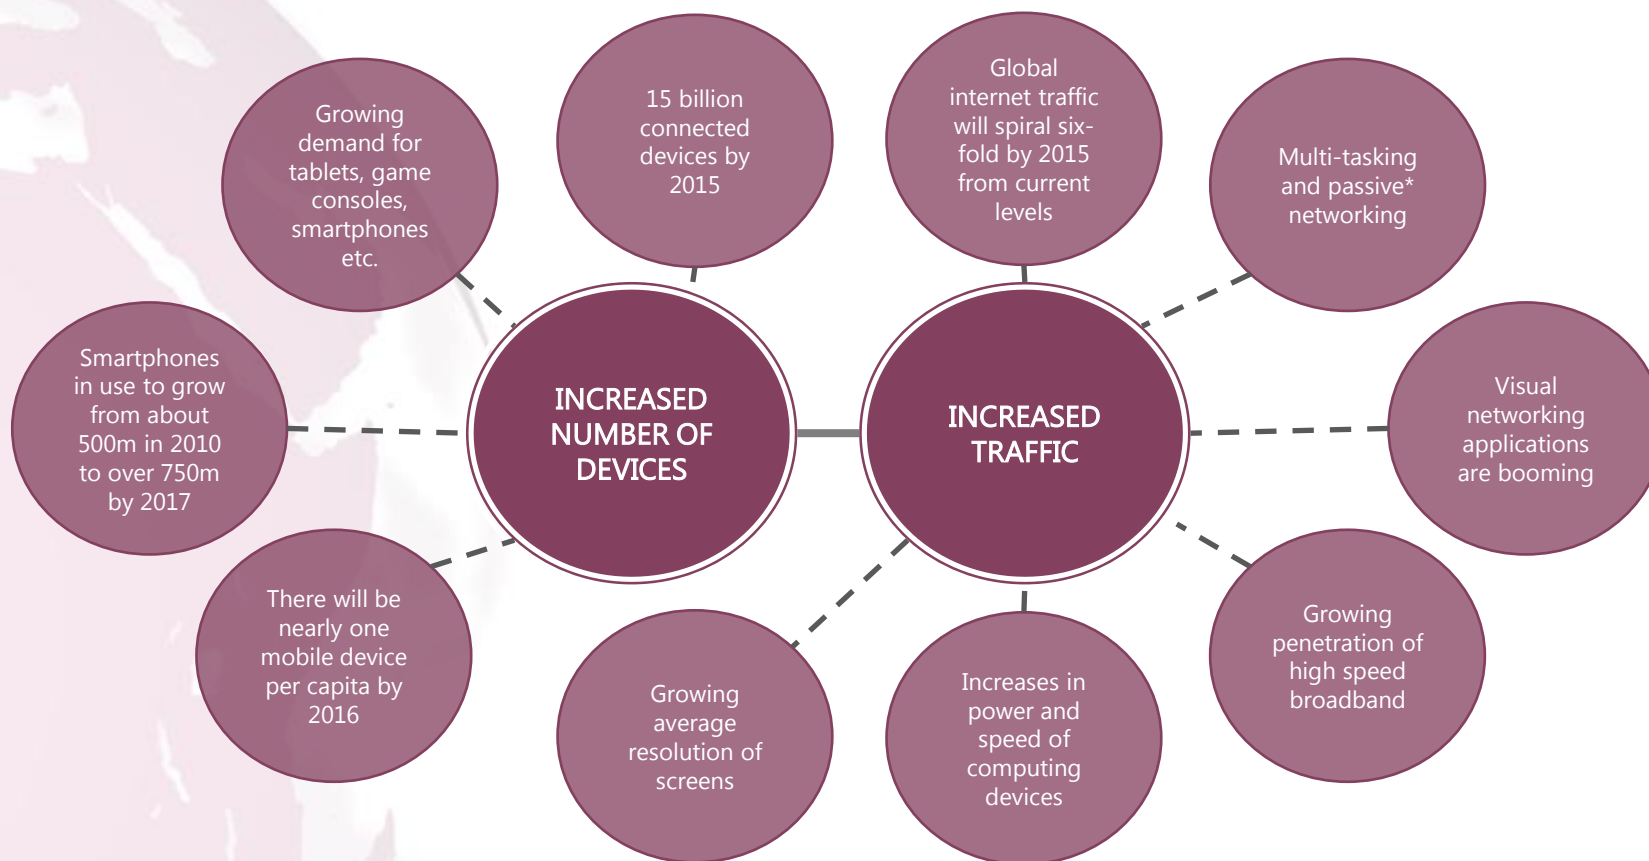 Growing
demand for
tablets, game
consoles,
smartphones
etc.
15 billion
connected
devices by
2015
Global
internet traffic
will spiral six-
fold by 2015
from current
levels
Multi-tasking
and passive*
networking
Smartphones
in use to grow
from about
500m in 2010
to over 750m
by 2017
INCREASED
NUMBER OF
DEVICES
INCREASED
TRAFFIC
Visual
networking
applications
are booming
There will be
nearly one
mobile device
per capita by
2016
Growing
average
resolution of
screens
Increases in
power and
speed of
computing
devices
Growing
penetration of
high speed
broadband